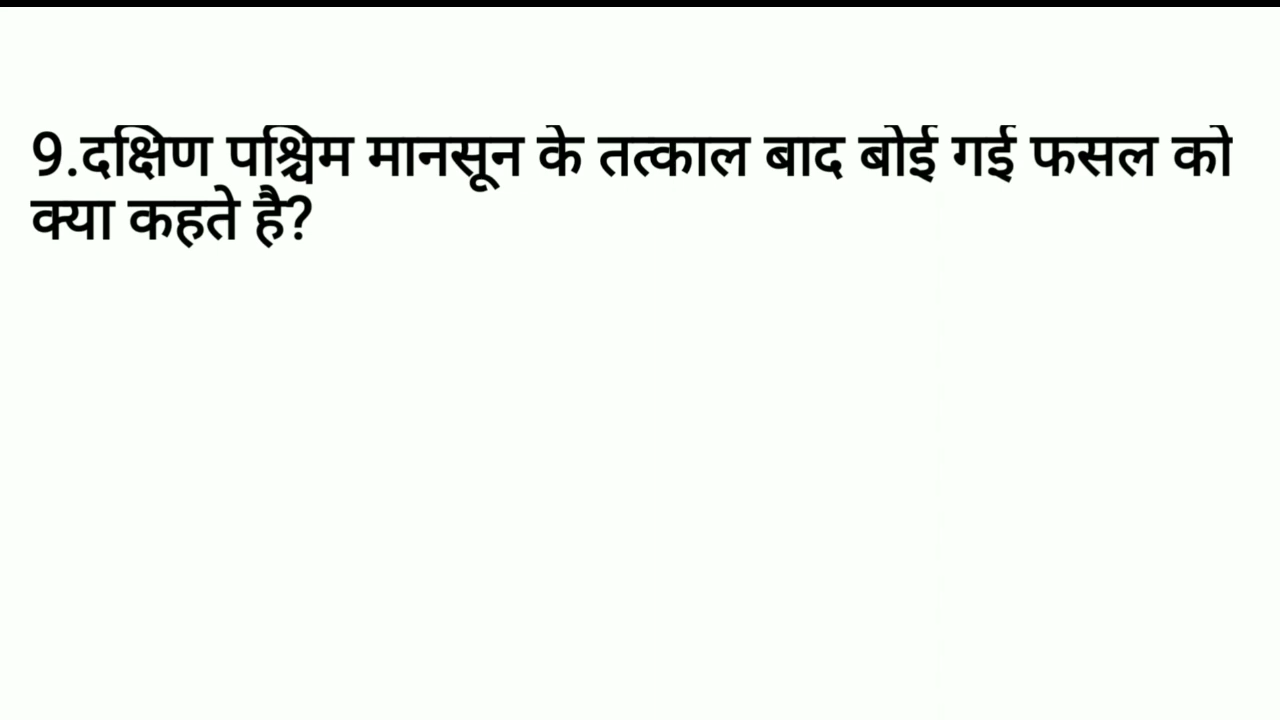 9.दक्षिण पश्चिम मानसून के तत्काल बाद बोई गई फसल को
क्या कहते है?